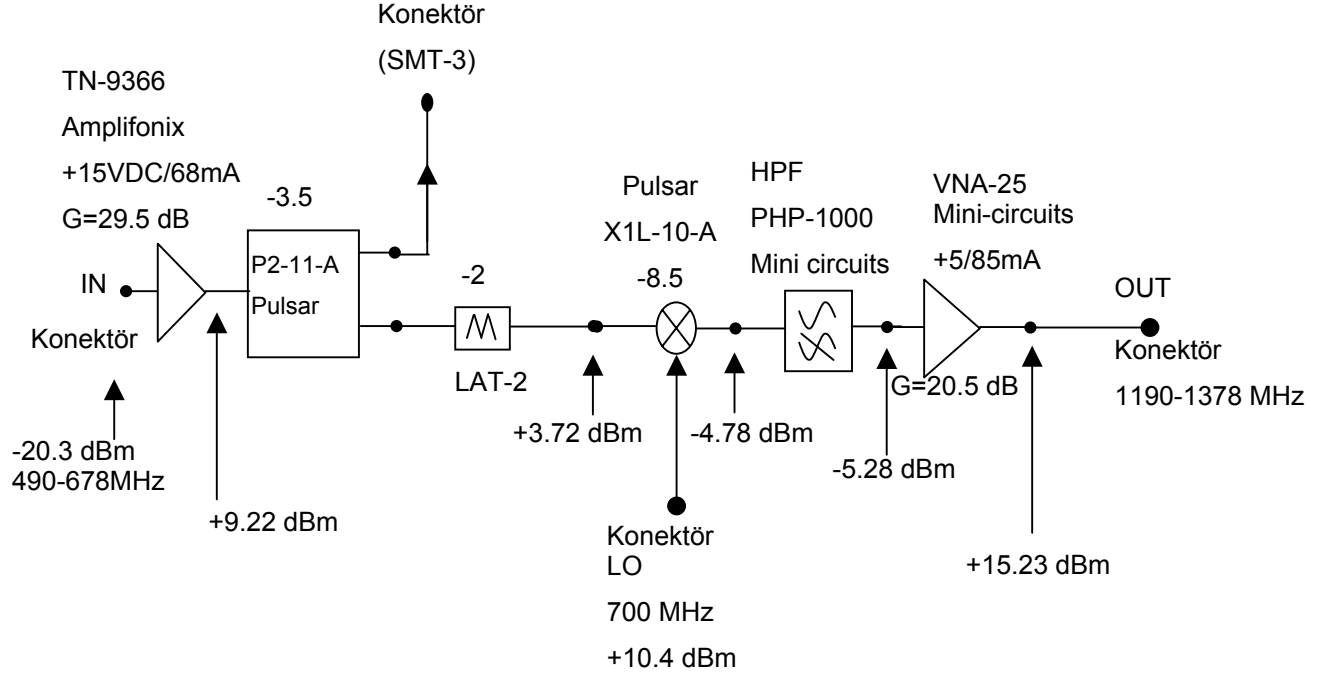 Konektör
(SMT-3)
TN-9366
Amplifonix
+15VDC/68mA
G=29.5 dB
-3.5
P2-11-A
Pulsar
IN
Konektör
-20.3 dBm
490-678MHz
+9.22 dBm
-2
LAT-2
+3.72 dBm
Pulsar
X1L-10-A
-8.5
-4.78 dBm
Konektör
LO
700 MHz
+10.4 dBm
HPF
PHP-1000
Mini circuits
-5.28 dBm
VNA-25
Mini-circuits
+5/85mA
G=20.5 dB
+15.23 dBm
OUT
Konektör
1190-1378 MHz